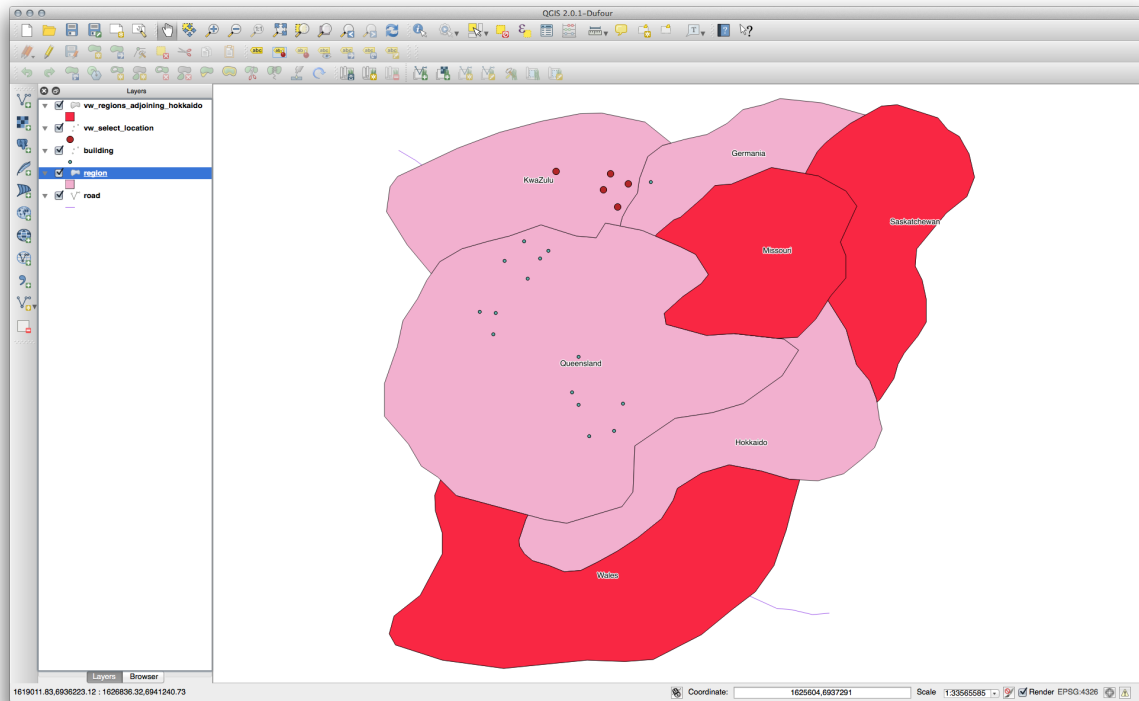 QGIS 2.0.1-Dufour
Layers
vw_regions_adjoining_hokkaido
vw_select_location
building
region
road
Germania
KwaZulu
Saskatchewan
Missouri
Queensland
Hokkaido
Wales
Layers Browser
1619011.83,6936223.12 : 1626836.32,6941240.73 Coordinate: 1625604,6937291 Scale 1:33565585 Render EPSG:4326